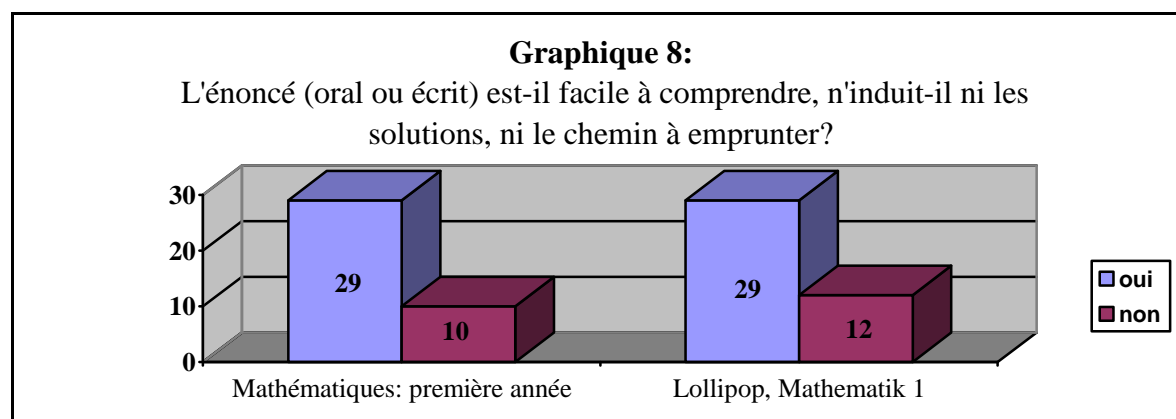 Graphique 8:
L'énoncé (oral ou écrit) est-il facile à comprendre, n'induit-il ni les
solutions, ni le chemin à emprunter?
30
20
10
0
29
10
29
12
oui
non
Mathématiques: première année
Lollipop, Mathematik 1